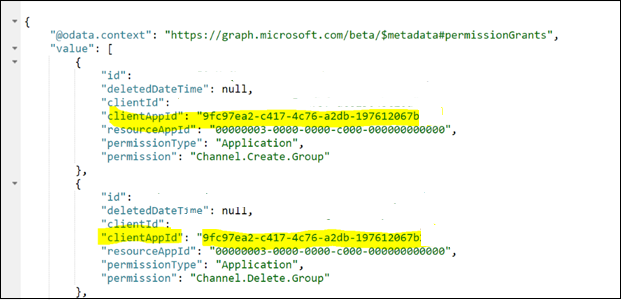 {
"@odata.context": "https://graph.microsoft.com/beta/$metadata#permissionGrants",
"value": [
{
"id":
"deletedDateTime": null,
"clientId":
"clientAppId": "9fc97ea2-c417-4c76-a2db-197612067b
"resourceAppId": "00000003-0000-0000-c000-000000000000",
"permissionType": "Application",
"permission": "Channel.Create.Group"
},
{
"id":
"deletedDateTime": null,
"clientId":
"clientAppId": "9fc97ea2-c417-4c76-a2db-197612067b
"resourceAppId": "00000003-0000-0000-c000-000000000000",
"permissionType": "Application",
"permission": "Channel.Delete.Group"
},